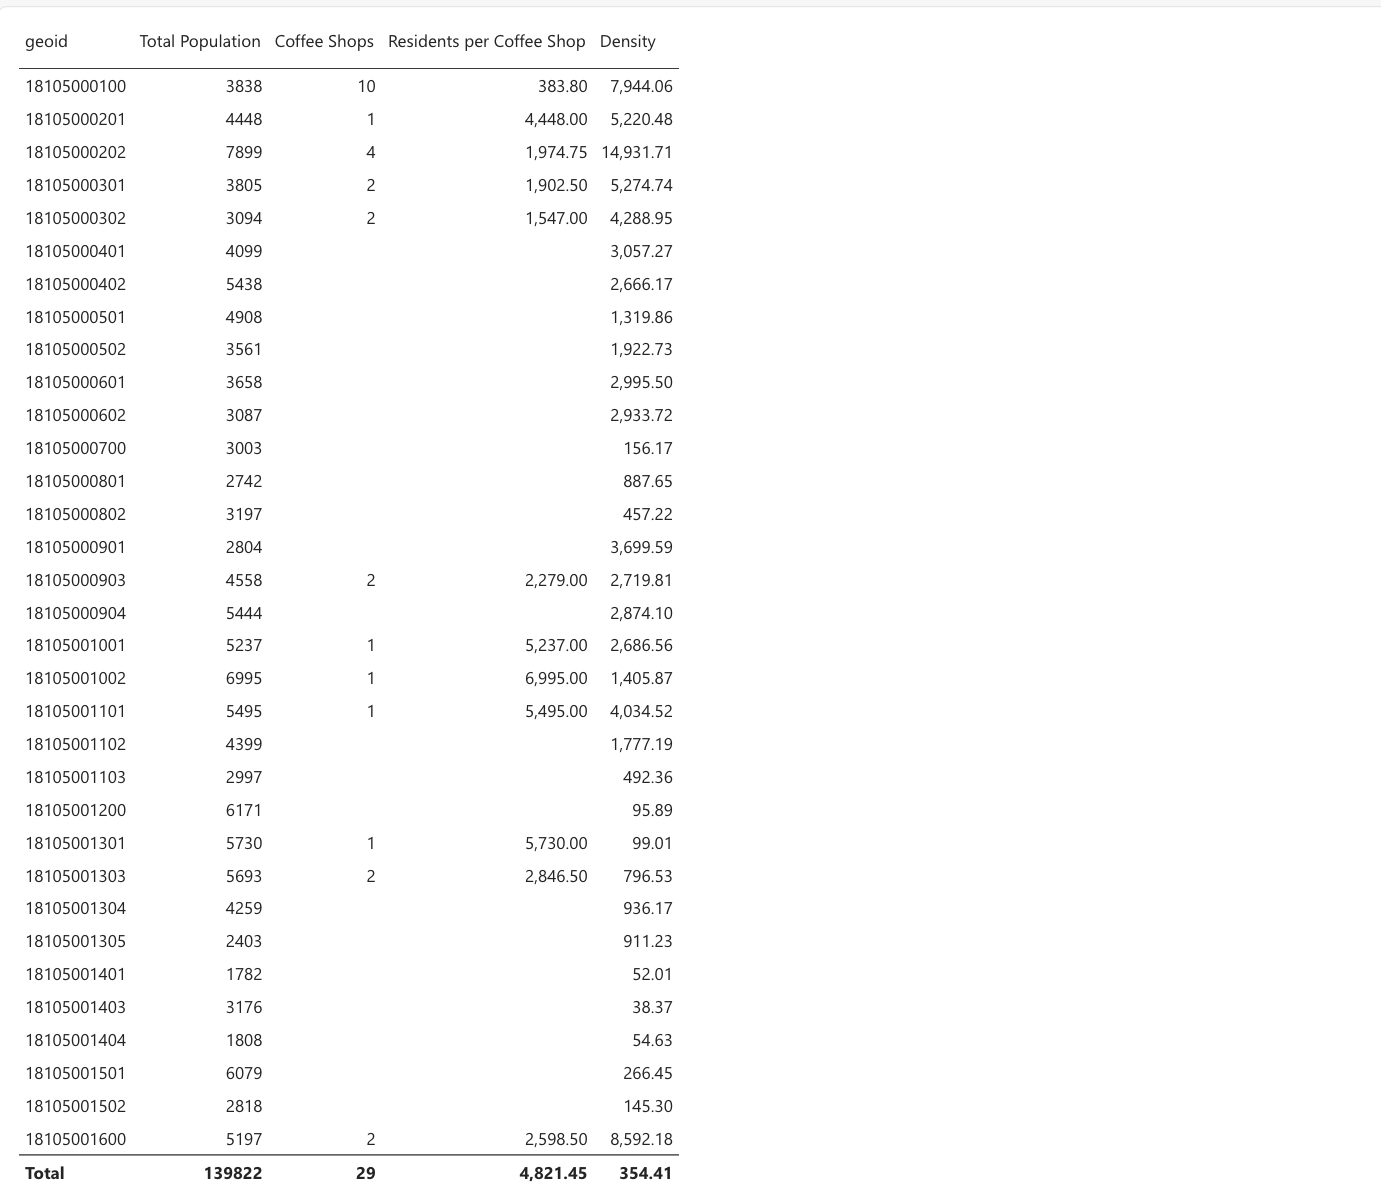 geoid Total Population Coffee Shops Residents per Coffee Shop Density
18105000100 3838 10 383.80 7,944.06
18105000201 4448 1 4,448.00 5,220.48
18105000202 7899 4 1,974.75 14,931.71
18105000301 3805 2 1,902.50 5,274.74
18105000302 3094 2 1,547.00 4,288.95
18105000401 4099 3,057.27
18105000402 5438 2,666.17
18105000501 4908 1,319.86
18105000502 3561 1,922.73
18105000601 3658 2,995.50
18105000602 3087 2,933.72
18105000700 3003 156.17
18105000801 2742 887.65
18105000802 3197 457.22
18105000901 2804 3,699.59
18105000903 4558 2 2,279.00 2,719.81
18105000904 5444 2,874.10
18105001001 5237 1 5,237.00 2,686.56
18105001002 6995 1 6,995.00 1,405.87
18105001101 5495 1 5,495.00 4,034.52
18105001102 4399 1,777.19
18105001103 2997 492.36
18105001200 6171 95.89
18105001301 5730 1 5,730.00 99.01
18105001303 5693 2 2,846.50 796.53
18105001304 4259 936.17
18105001305 2403 911.23
18105001401 1782 52.01
18105001403 3176 38.37
18105001404 1808 54.63
18105001501 6079 266.45
18105001502 2818 145.30
18105001600 5197 2 2,598.50 8,592.18
Total 139822 29 4,821.45 354.41